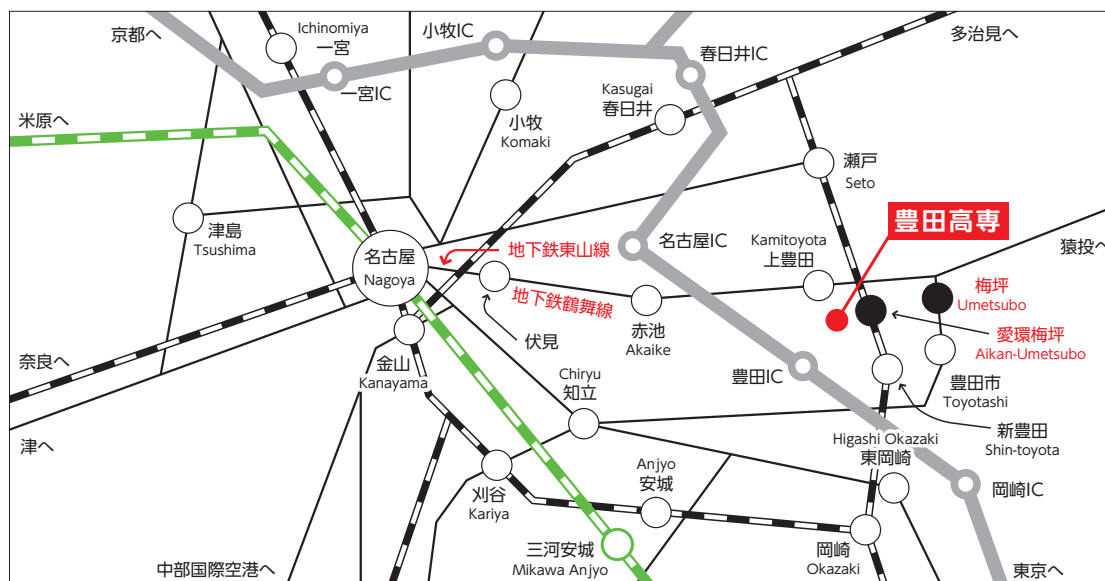 京都へ
Ichinomiya
一宮
小牧IC
春日井IC
多治見へ
一宮IC
Kasugai
春日井
小牧
Komaki
米原へ
瀬戸
Seto
津島
Tsushima
豊田高専
名古屋
Nagoya
地下鉄東山線
名古屋IC
Kamitoyota
上豊田
猿投へ
地下鉄鶴舞線
梅坪
Umetsubo
伏見
赤池
Akaike
愛環梅坪
Aikan-Umetsubo
金山
Kanayama
奈良へ
Chiryu
知立
豊田IC
豊田市
Toyotashi
津へ
新豊田
Shin-toyota
Higashi Okazaki
東岡崎
Anjyo
安城
刈谷
Kariya
岡崎IC
三河安城
Mikawa Anjyo
岡崎
Okazaki
中部国際空港へ
東京へ